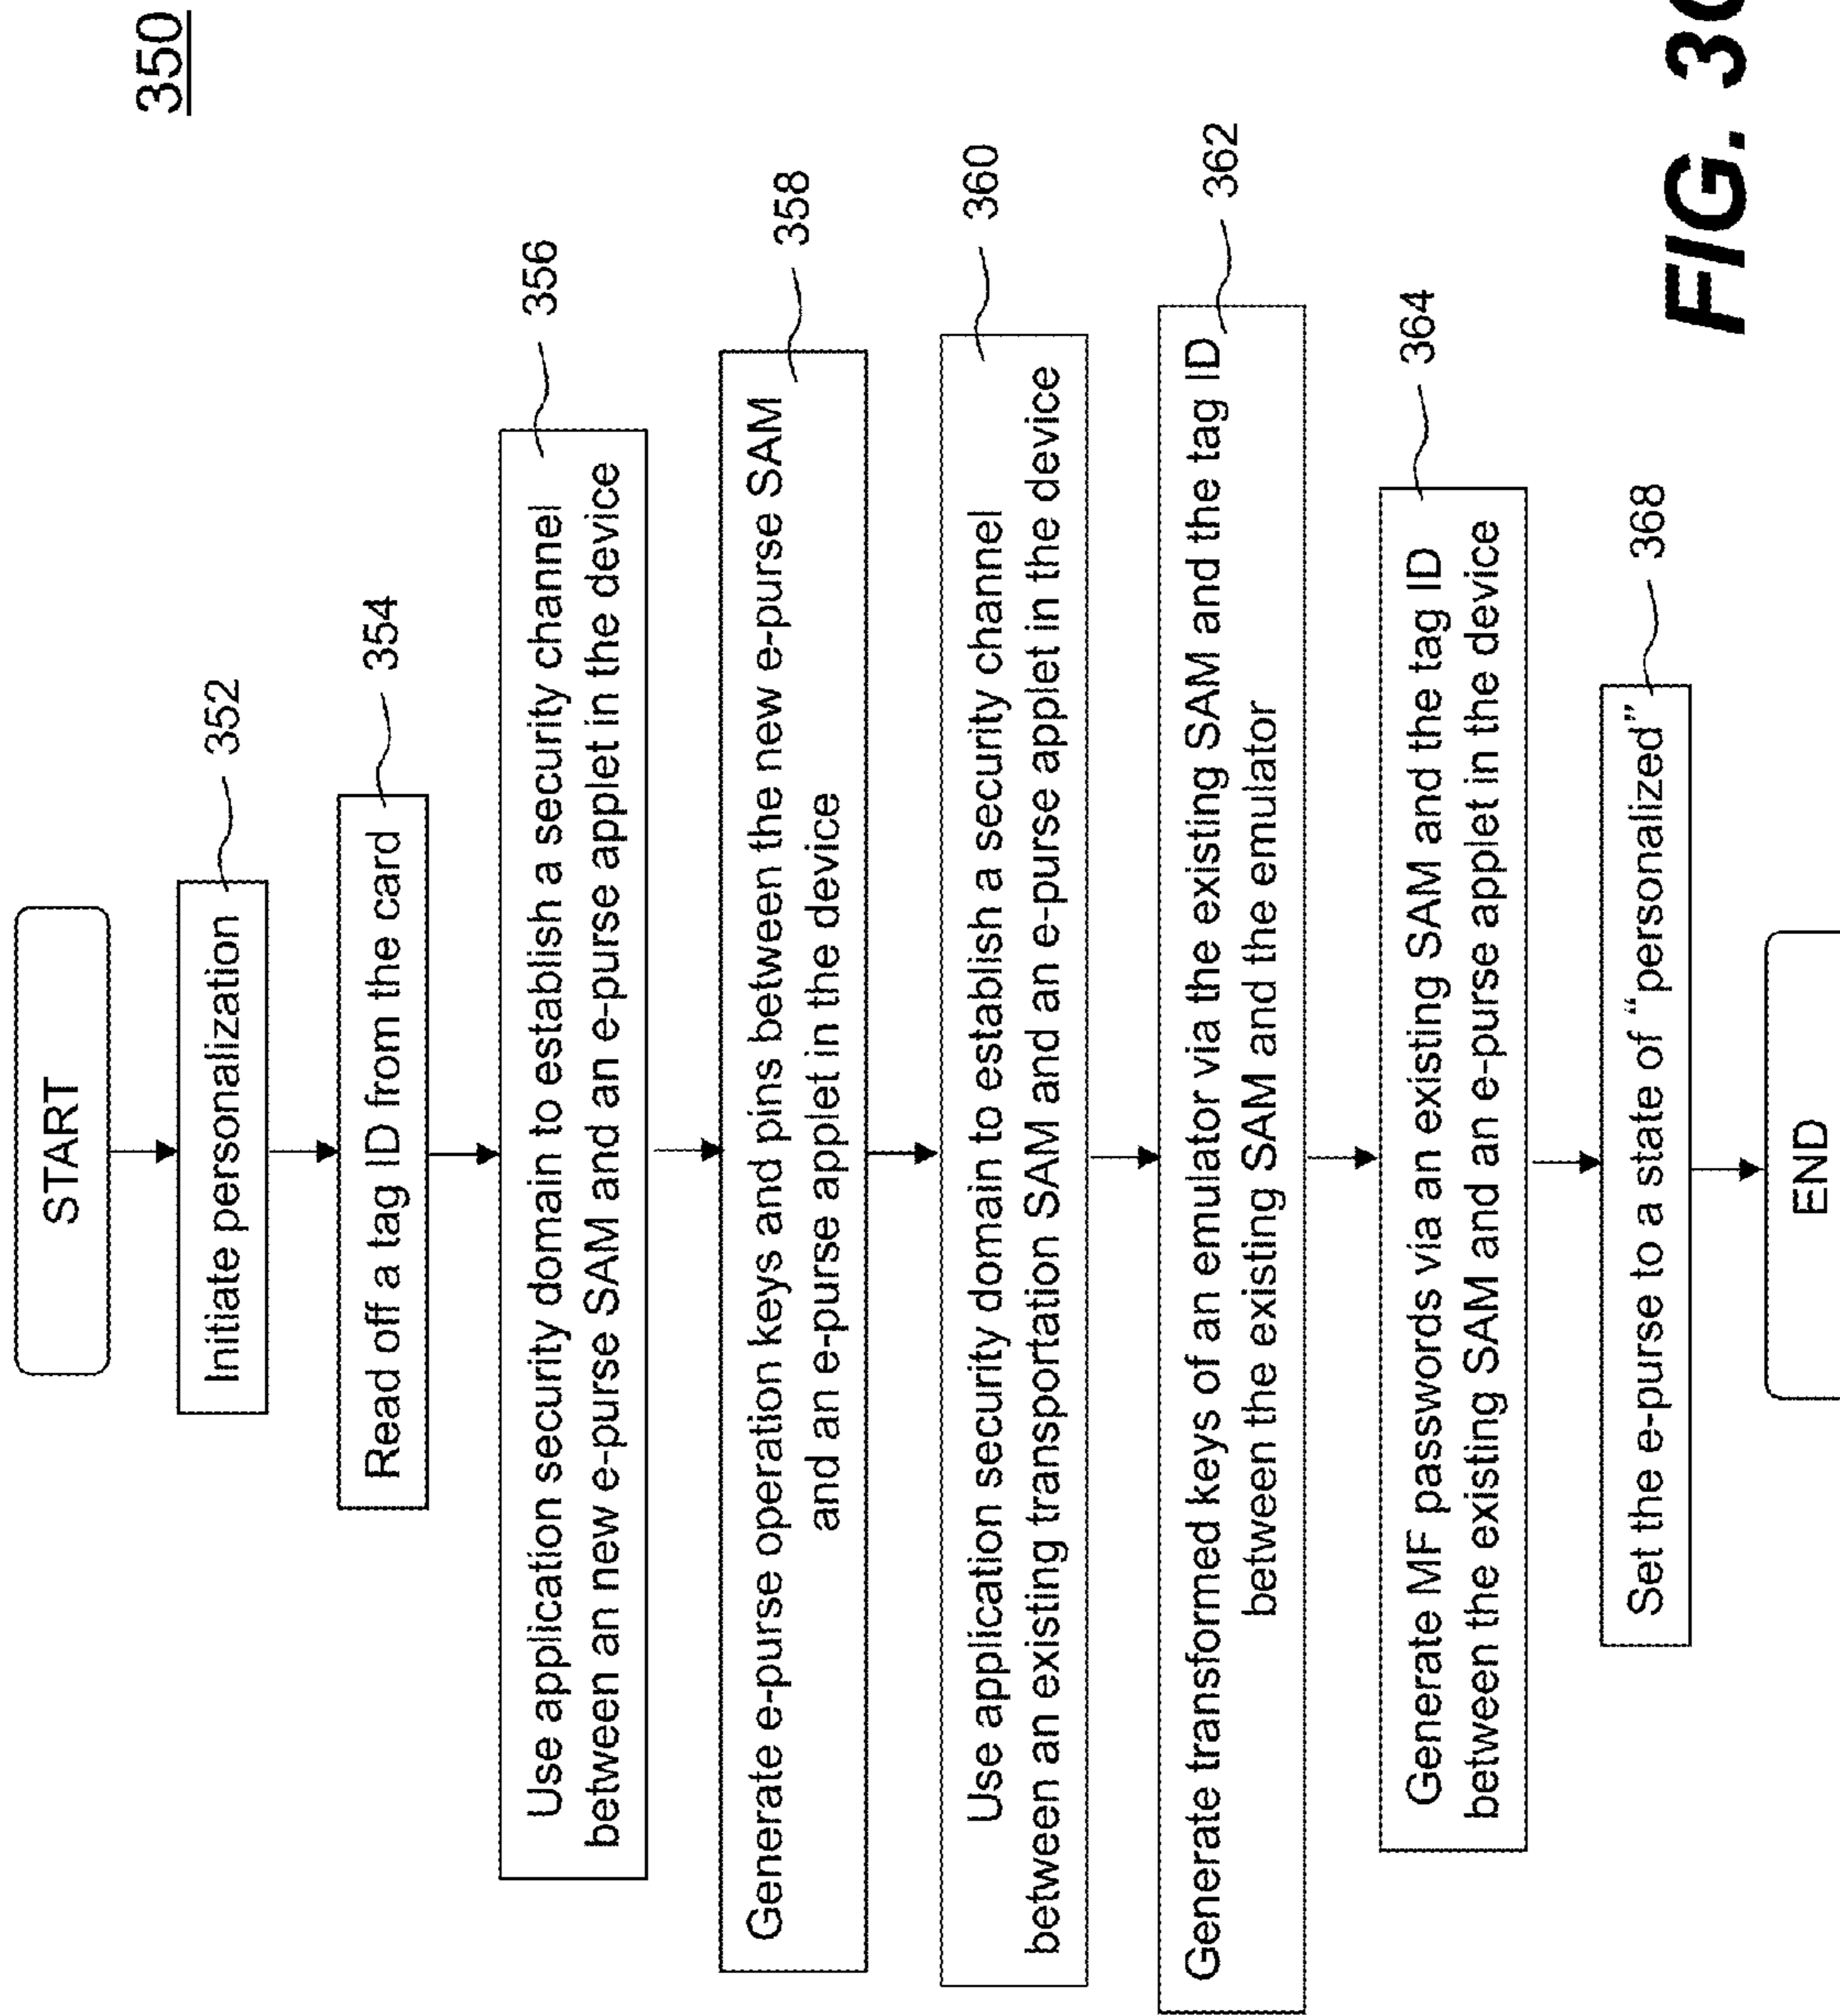 350
START
Initiate personalization
352
Read off a tag ID from the card
354
Use application security domain to establish a security channel
between an new e-purse SAM and an e-purse applet in the device
356
Generate e-purse operation keys and pins between the new e-purse SAM
and an e-purse applet in the device
358
Use application security domain to establish a security channel
between an existing transportation SAM and an e-purse applet in the device
360
Generate transformed keys of an emulator via the existing SAM and the tag ID
between the existing SAM and the emulator
362
Generate MF passwords via an existing SAM and the tag ID
between the existing SAM and an e-purse applet in the device
364
Set the e-purse to a state of “personalized”
368
END
FIG.